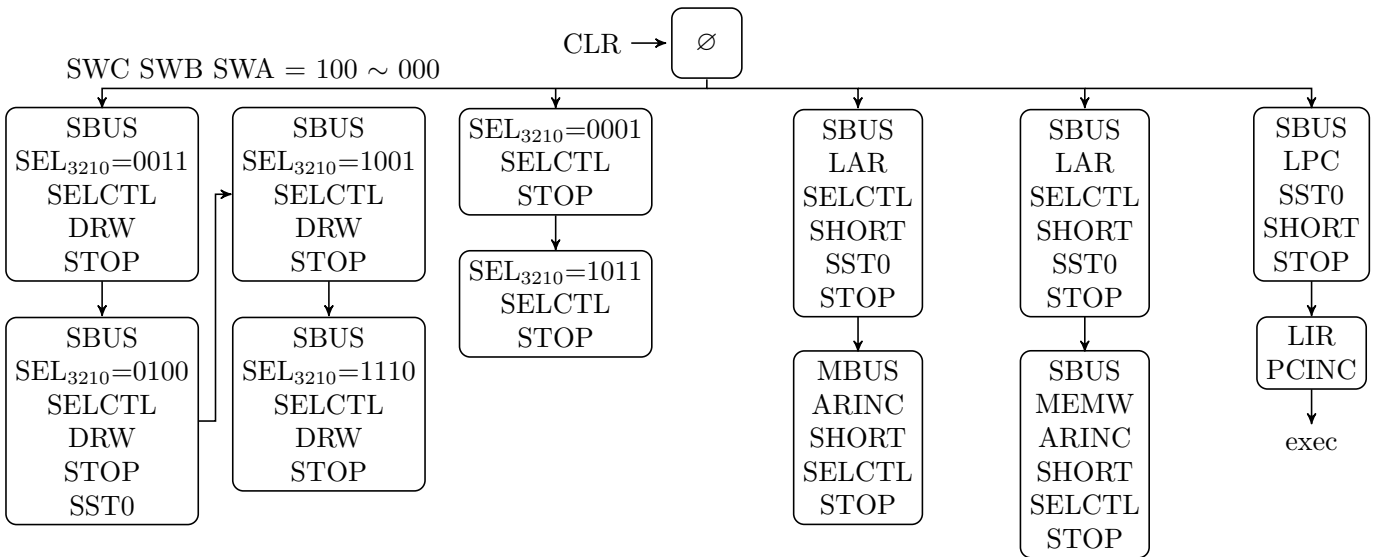 CLR
∅
SWC SWB SWA = 100 ∼ 000
SBUS
SEL₃₂₁₀=0011
SELCTL
DRW
STOP
SBUS
SEL₃₂₁₀=0100
SELCTL
DRW
STOP
SST0
SBUS
SEL₃₂₁₀=1001
SELCTL
DRW
STOP
SBUS
SEL₃₂₁₀=1110
SELCTL
DRW
STOP
SEL₃₂₁₀=0001
SELCTL
STOP
SEL₃₂₁₀=1011
SELCTL
STOP
SBUS
LAR
SELCTL
SHORT
SST0
STOP
MBUS
ARINC
SHORT
SELCTL
STOP
SBUS
LAR
SELCTL
SHORT
SST0
STOP
SBUS
MEMW
ARINC
SHORT
SELCTL
STOP
SBUS
LPC
SST0
SHORT
STOP
LIR
PCINC
exec